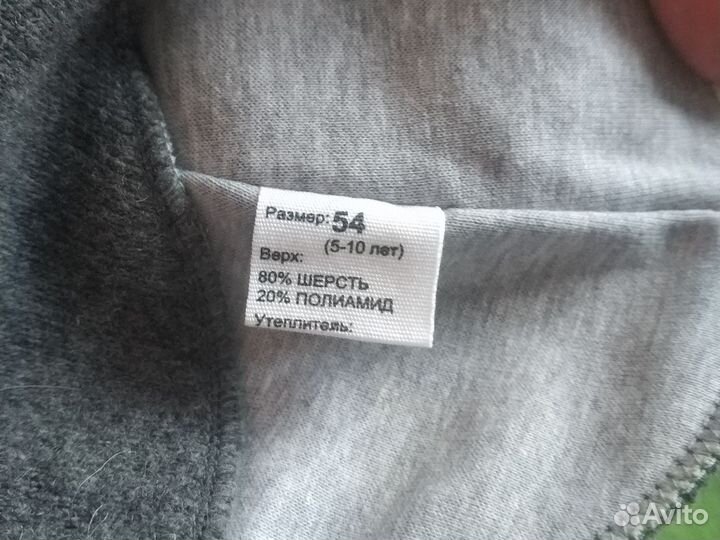 Размер: 54
(5-10 лет)
Верх:
80% ШЕРСТЬ
20% ПОЛИАМИД
Утеплитель:
Avito